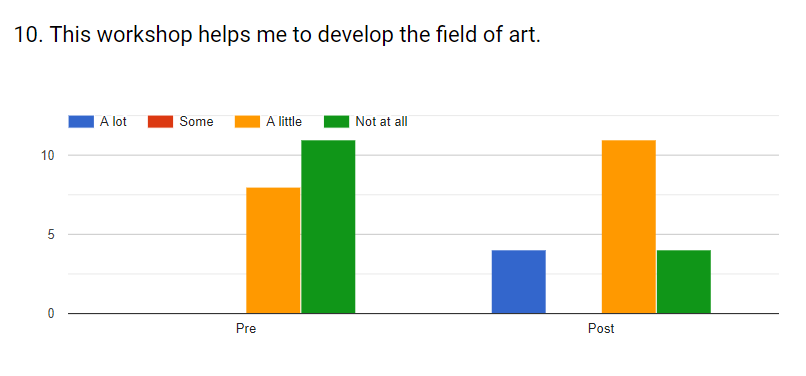 10. This workshop helps me to develop the field of art.
A lot Some A little Not at all
10
5
0
Pre Post